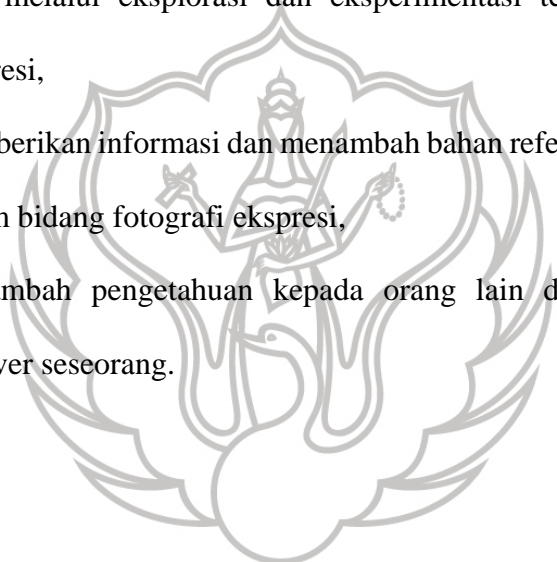 melalui eksplorasi dan eksperimentasi te
resi,
berikan informasi dan menambah bahan refe
n bidang fotografi ekspresi,
mbah pengetahuan kepada orang lain d
ver seseorang.